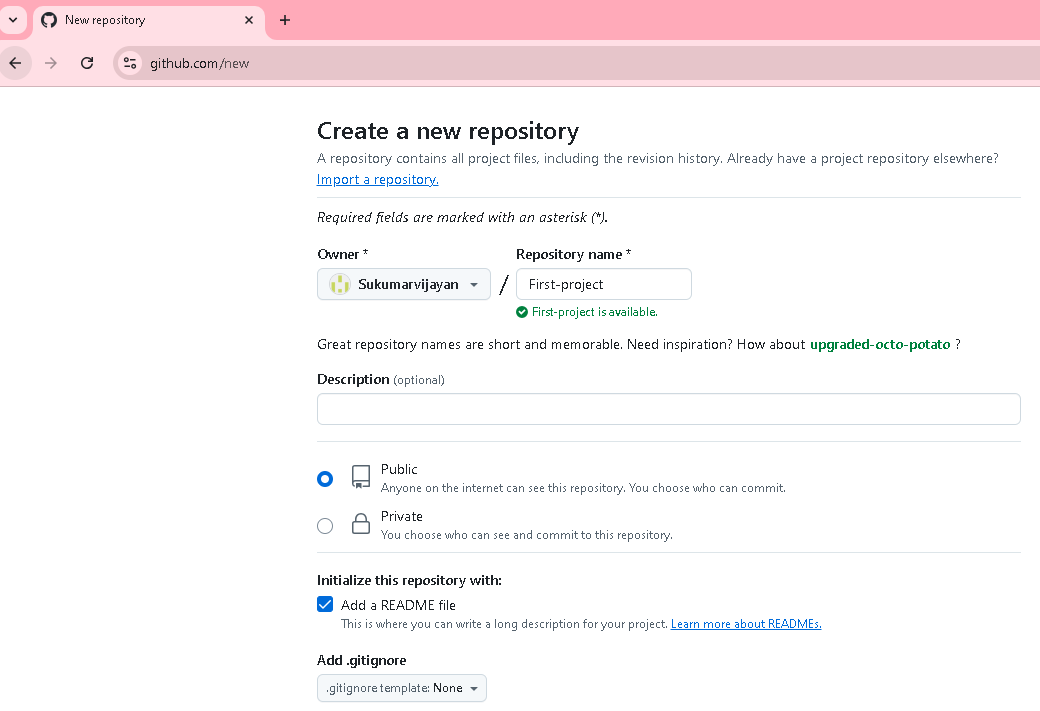 New repository
github.com/new
Create a new repository
A repository contains all project files, including the revision history. Already have a project repository elsewhere?
Import a repository.
Required fields are marked with an asterisk (*).
Owner * Repository name *
Sukumarvijayan / First-project
First-project is available.
Great repository names are short and memorable. Need inspiration? How about upgraded-octo-potato ?
Description (optional)
Public
Anyone on the internet can see this repository. You choose who can commit.
Private
You choose who can see and commit to this repository.
Initialize this repository with:
Add a README file
This is where you can write a long description for your project. Learn more about READMEs.
Add .gitignore
.gitignore template: None